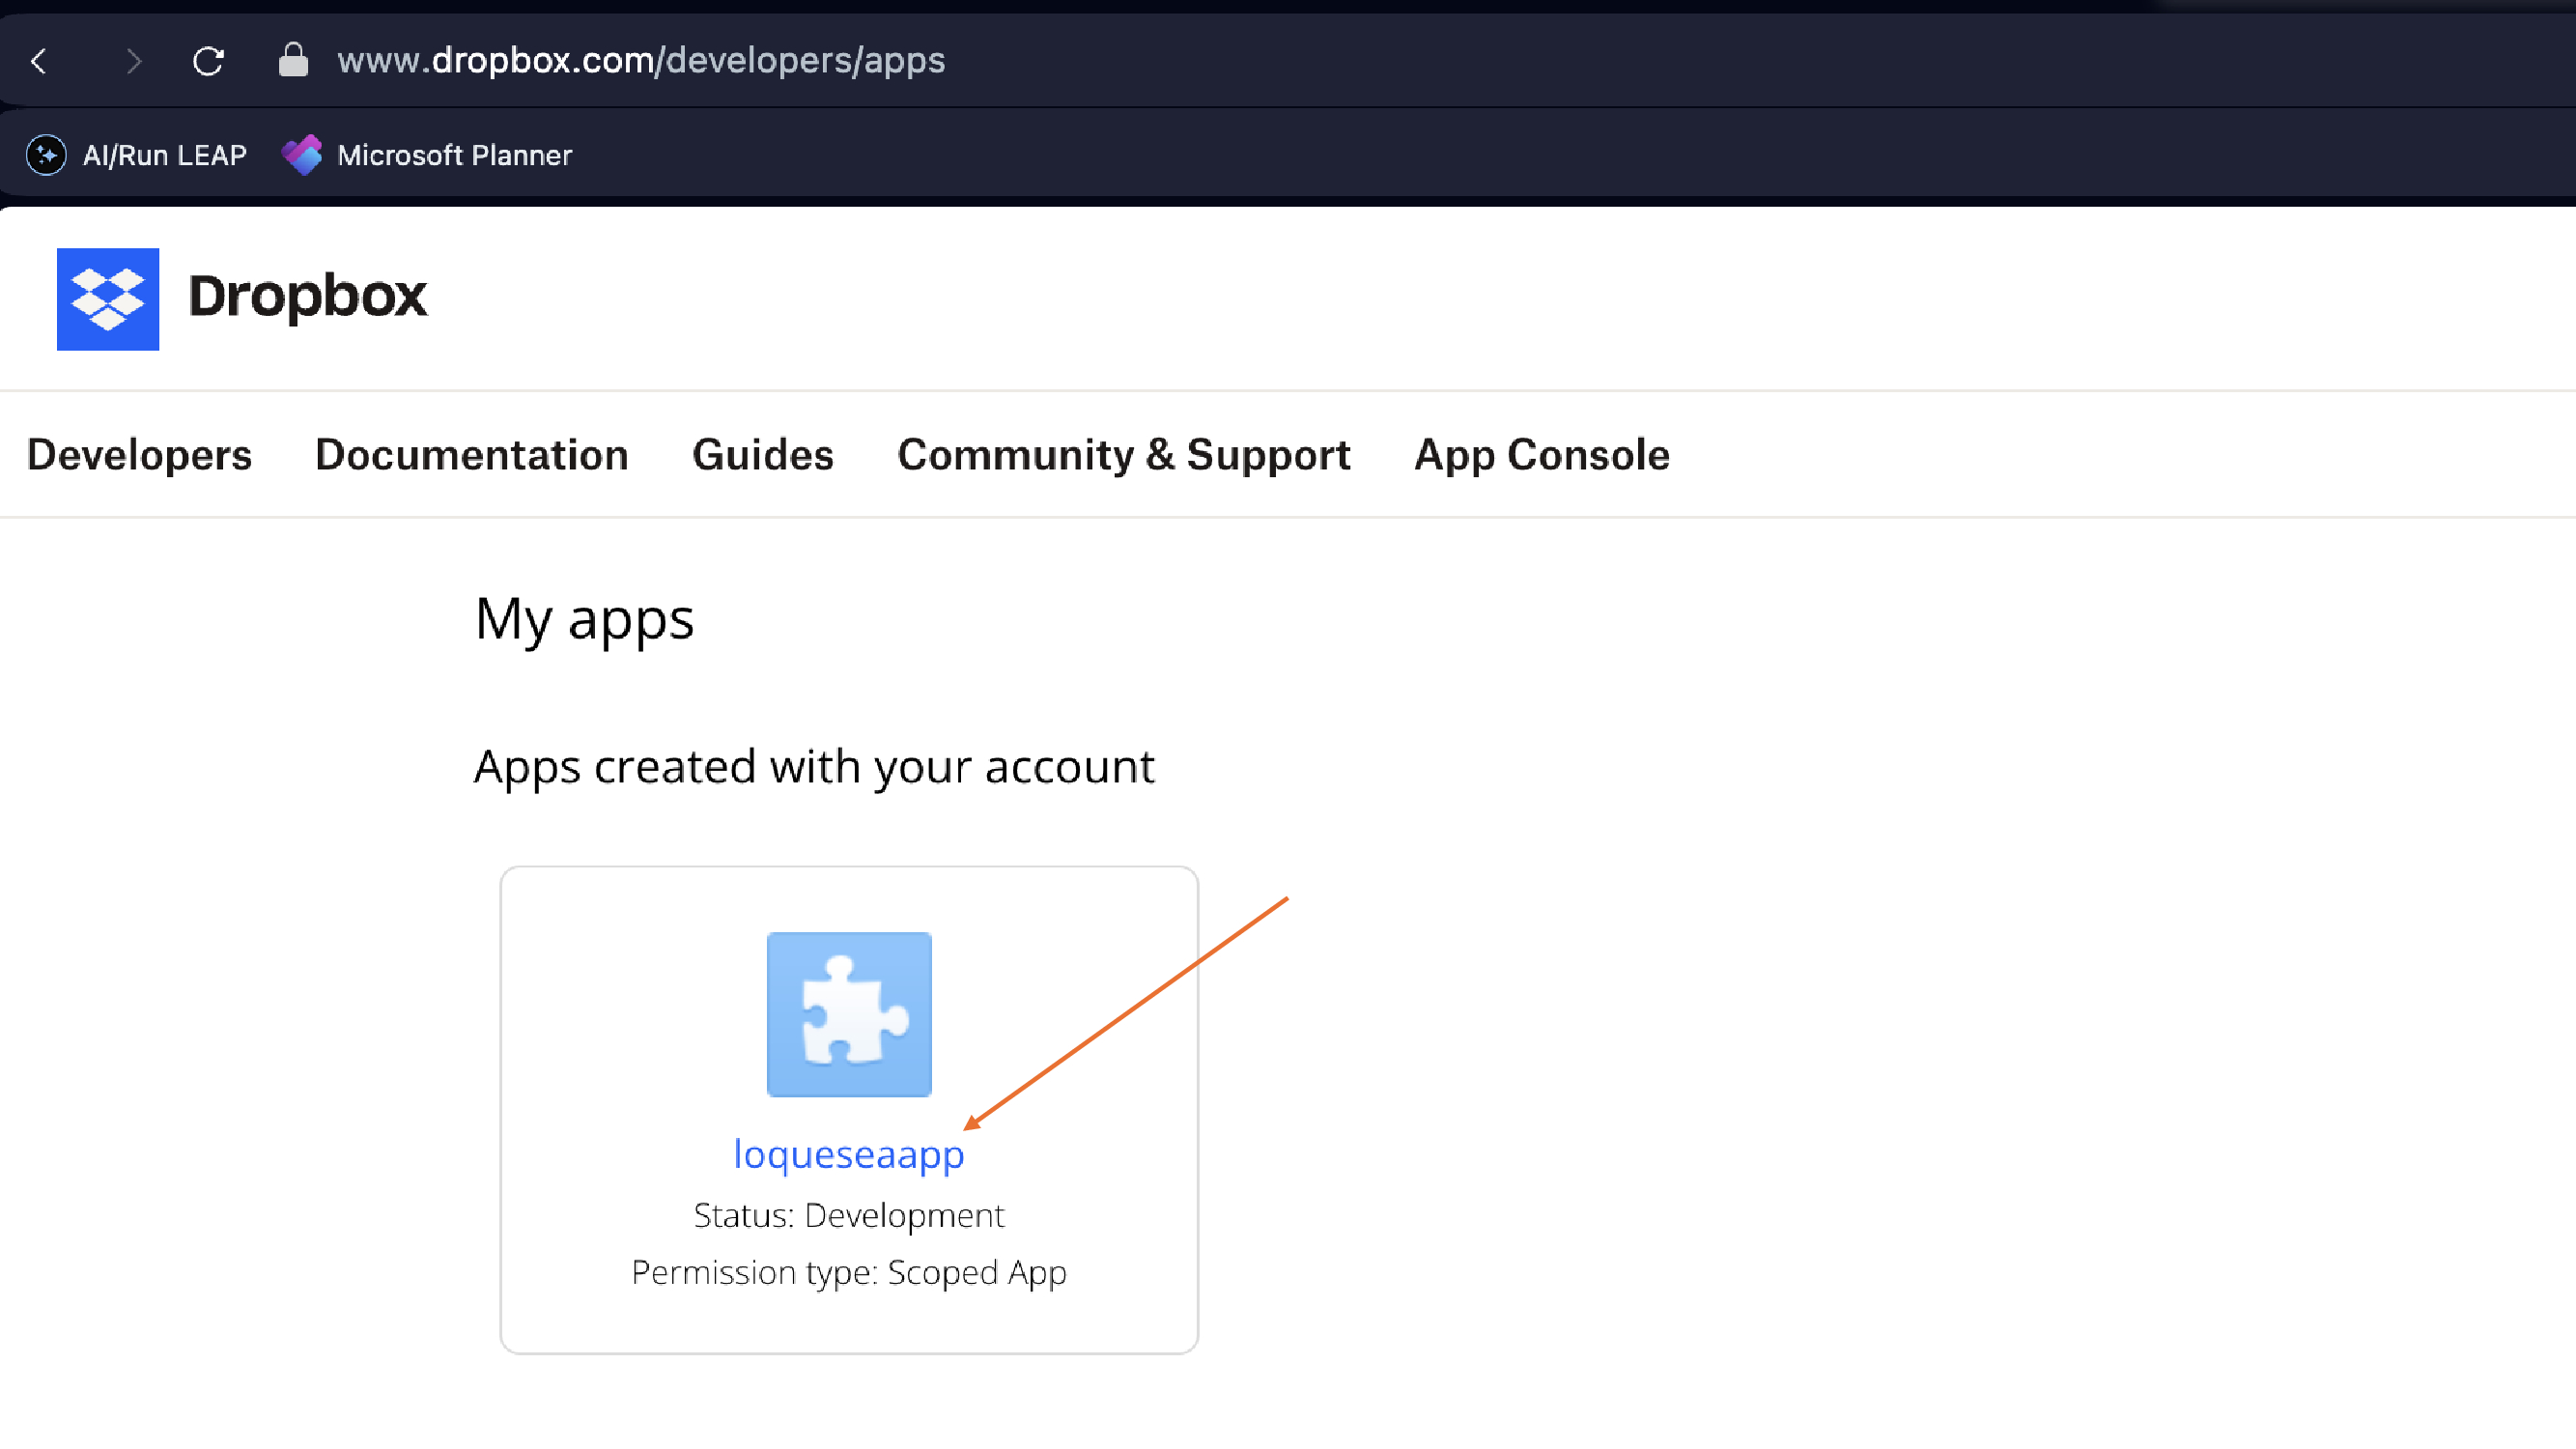 www.dropbox.com/developers/apps
AI/Run LEAP Microsoft Planner
Dropbox
Developers Documentation Guides Community & Support App Console
My apps
Apps created with your account
loqueseaapp
Status: Development
Permission type: Scoped App